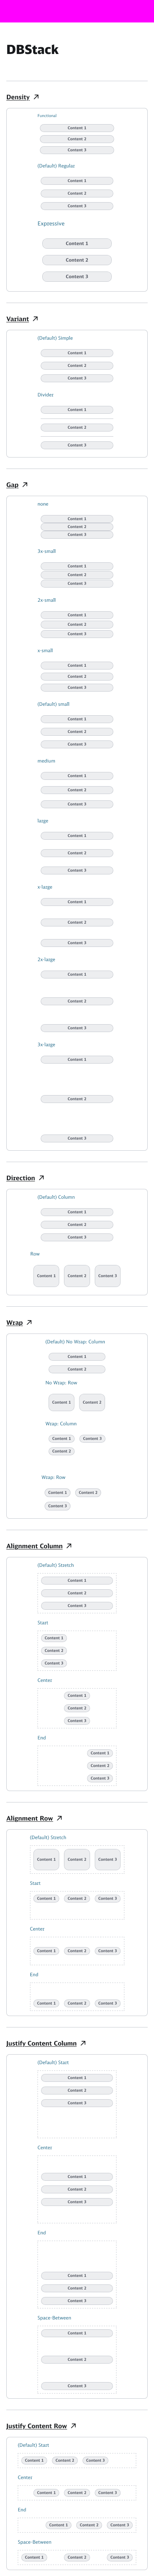 DBStack
Density
Functional
Content 1
Content 2
Content 3
(Default) Regular
Content 1
Content 2
Content 3
Expressive
Content 1
Content 2
Content 3
Variant
(Default) Simple
Content 1
Content 2
Content 3
Divider
Content 1
Content 2
Content 3
Gap
none
Content 1
Content 2
Content 3
3x-small
Content 1
Content 2
Content 3
2x-small
Content 1
Content 2
Content 3
x-small
Content 1
Content 2
Content 3
(Default) small
Content 1
Content 2
Content 3
medium
Content 1
Content 2
Content 3
large
Content 1
Content 2
Content 3
x-large
Content 1
Content 2
Content 3
2x-large
Content 1
Content 2
Content 3
3x-large
Content 1
Content 2
Content 3
Direction
(Default) Column
Content 1
Content 2
Content 3
Row
Content 1 Content 2 Content 3
Wrap
(Default) No Wrap: Column
Content 1
Content 2
No Wrap: Row
Content 1 Content 2
Wrap: Column
Content 1 Content 3
Content 2
Wrap: Row
Content 1 Content 2
Content 3
Alignment Column
(Default) Stretch
Content 1
Content 2
Content 3
Start
Content 1
Content 2
Content 3
Center
Content 1
Content 2
Content 3
End
Content 1
Content 2
Content 3
Alignment Row
(Default) Stretch
Content 1 Content 2 Content 3
Start
Content 1 Content 2 Content 3
Center
Content 1 Content 2 Content 3
End
Content 1 Content 2 Content 3
Justify Content Column
(Default) Start
Content 1
Content 2
Content 3
Center
Content 1
Content 2
Content 3
End
Content 1
Content 2
Content 3
Space-Between
Content 1
Content 2
Content 3
Justify Content Row
(Default) Start
Content 1 Content 2 Content 3
Center
Content 1 Content 2 Content 3
End
Content 1 Content 2 Content 3
Space-Between
Content 1 Content 2 Content 3